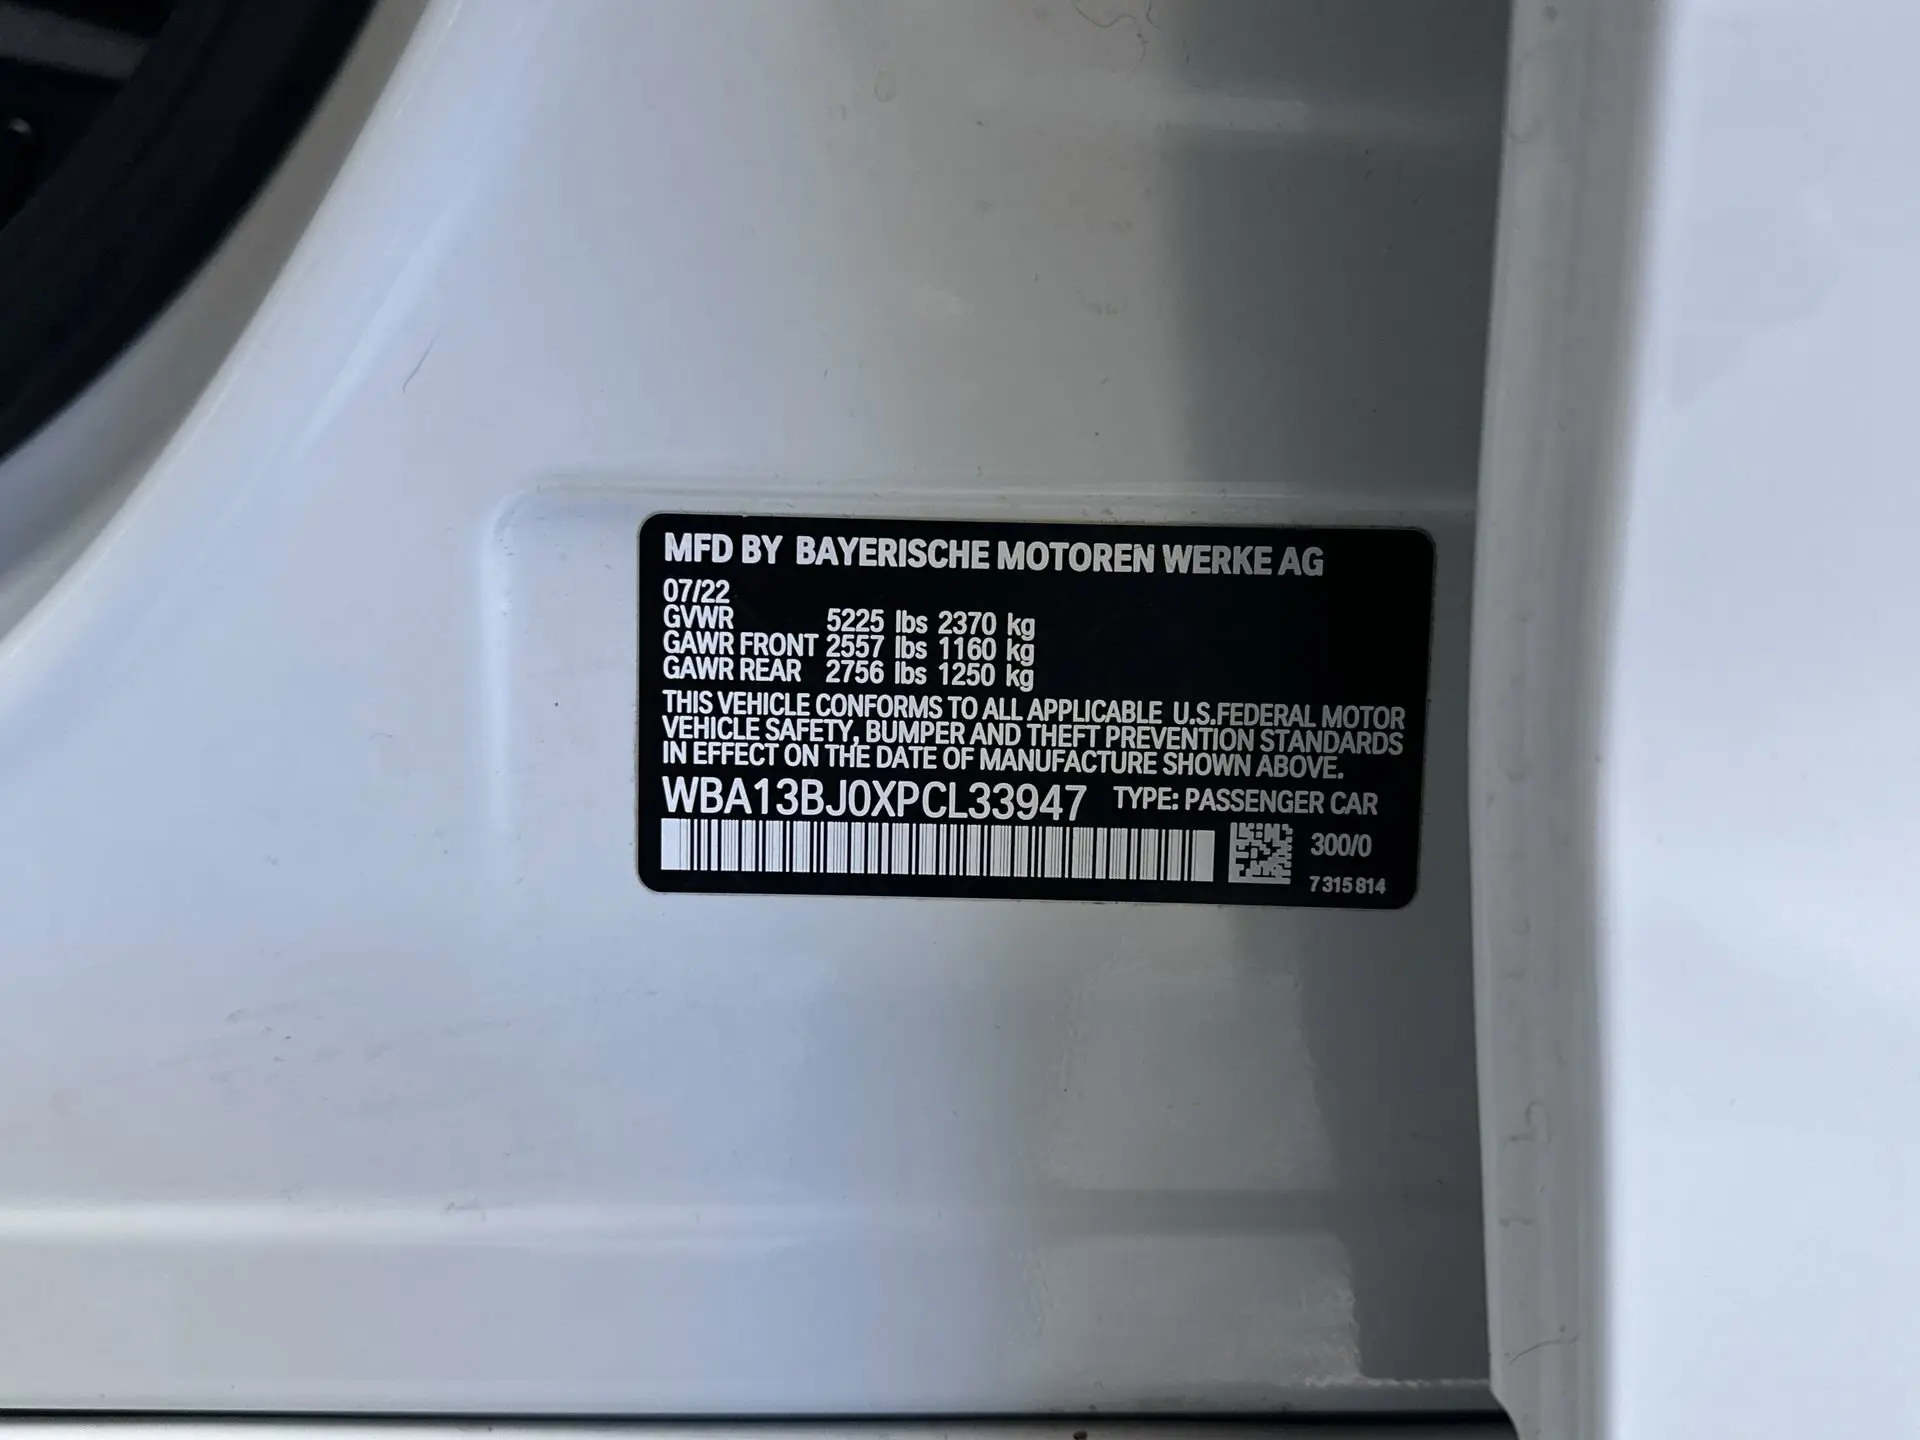 MFD BY BAYERISCHE MOTOREN WERKE AG
07/22
GVWR 5225 lbs 2370 kg
GAWR FRONT 2557 lbs 1160 kg
GAWR REAR 2756 lbs 1250 kg
THIS VEHICLE CONFORMS TO ALL APPLICABLE U.S.FEDERAL MOTOR
VEHICLE SAFETY, BUMPER AND THEFT PREVENTION STANDARDS
IN EFFECT ON THE DATE OF MANUFACTURE SHOWN ABOVE.
WBA13BJ0XPCL33947 TYPE: PASSENGER CAR
300/0
7 315 814